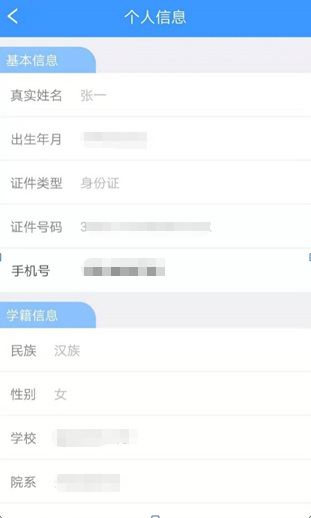 个人信息
基本信息
真实姓名 张一
出生年月
证件类型 身份证
证件号码 3
手机号
学籍信息
民族 汉族
性别 女
学校
院系